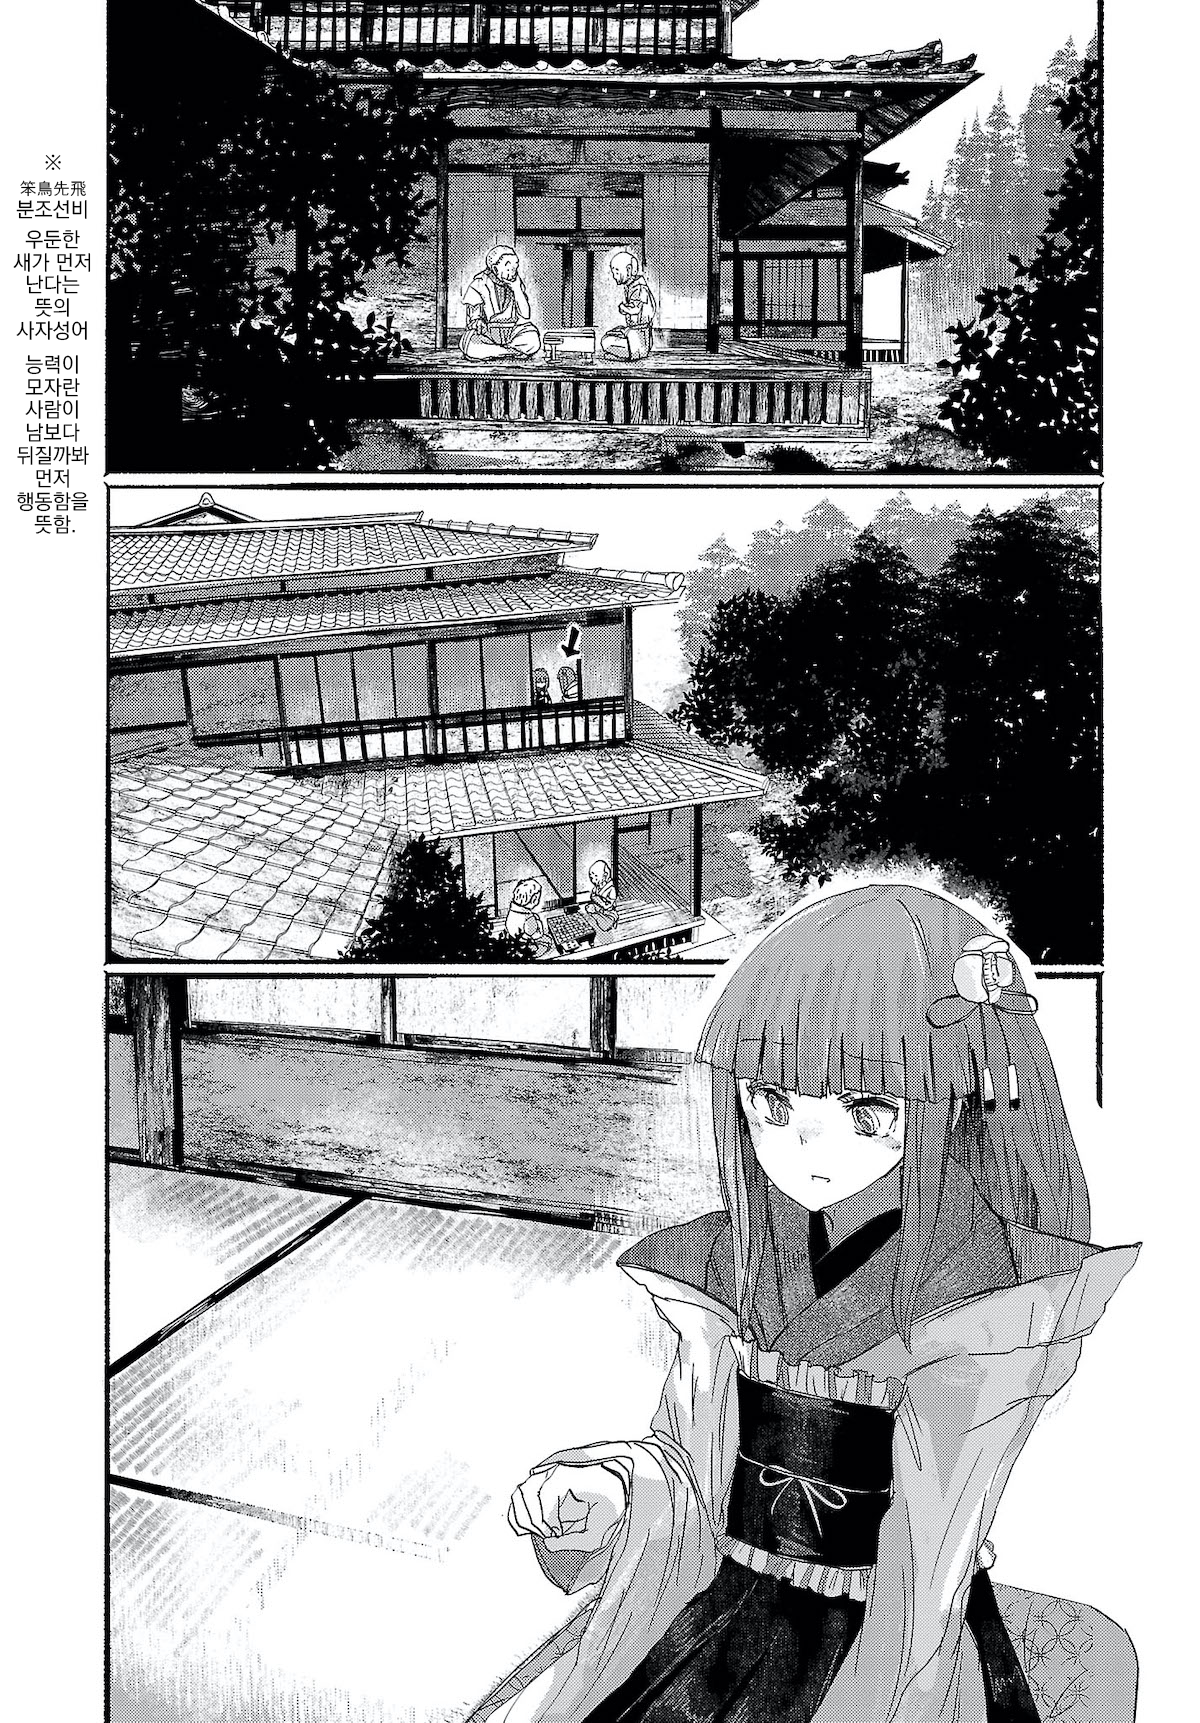 ※
笨鳥先飛
분조선비
우둔한
새가 먼저
난다는
뜻의
사자성어
능력이
모자란
사람이
남보다
뒤질까봐
먼저
행동함을
뜻함.